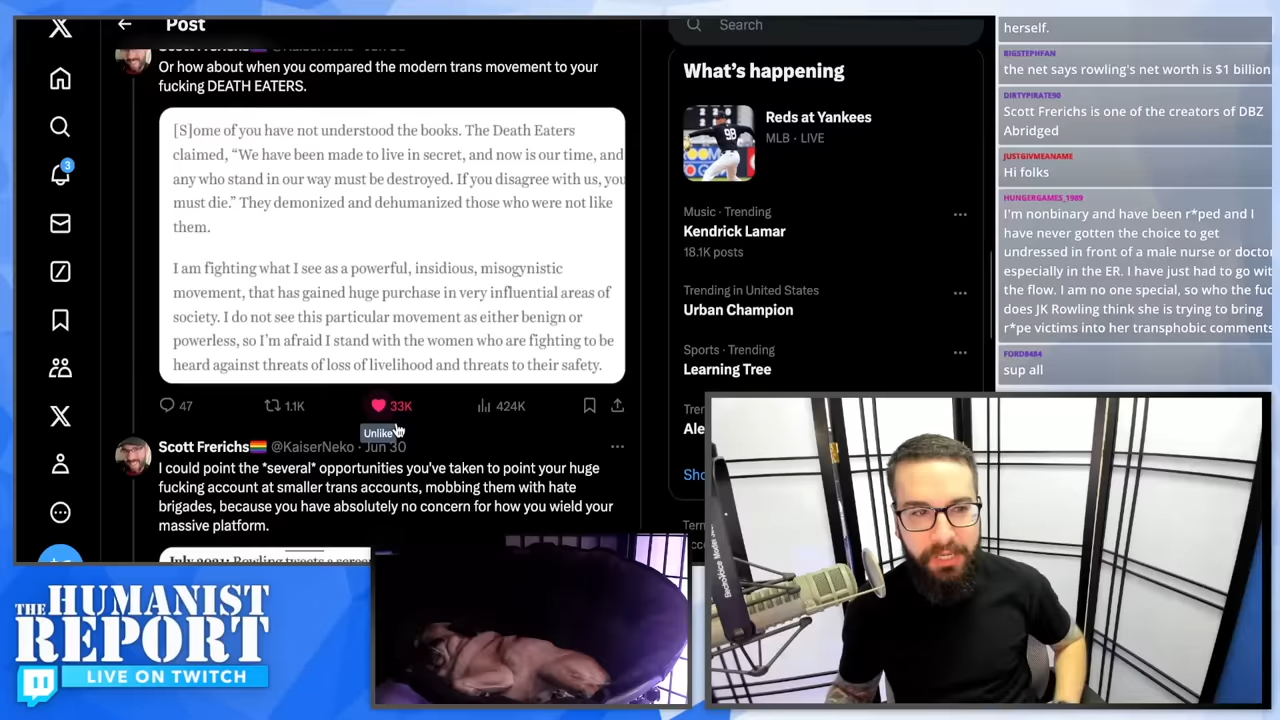 Post
Search
Or how about when you compared the modern trans movement to your
fucking DEATH EATERS.
[S]ome of you have not understood the books. The Death Eaters
claimed, “We have been made to live in secret, and now is our time, and
any who stand in our way must be destroyed. If you disagree with us, you
must die.” They demonized and dehumanized those who were not like
them.
I am fighting what I see as a powerful, insidious, misogynistic
movement, that has gained huge purchase in very influential areas of
society. I do not see this particular movement as either benign or
powerless, so I’m afraid I stand with the women who are fighting to be
heard against threats of loss of livelihood and threats to their safety.
47
1.1K
33K
424K
Unlike
Scott Frerichs🏳️‍🌈 @KaiserNeko · Jun 30
I could point the *several* opportunities you've taken to point your huge
fucking account at smaller trans accounts, mobbing them with hate
brigades, because you have absolutely no concern for how you wield your
massive platform.
3
What’s happening
Reds at Yankees
MLB · LIVE
Music · Trending
Kendrick Lamar
18.1K posts
Trending in United States
Urban Champion
Sports · Trending
Learning Tree
herself.
BIGSTEPHFAN
the net says rowling's net worth is $1 billion
DIRTYPIRATE90
Scott Frerichs is one of the creators of DBZ
Abridged
JUSTGIVMEANAME
Hi folks
HUNGERGAMES_1989
I'm nonbinary and have been r*ped and I
have never gotten the choice to get
undressed in front of a male nurse or doctor
especially in the ER. I have just had to go
the flow. I am no one special, so who the
does JK Rowling think she is trying to bring
r*pe victims into her transphobic comments
FORD8484
sup all
THE
HUMANIST
REPORT
LIVE ON TWITCH